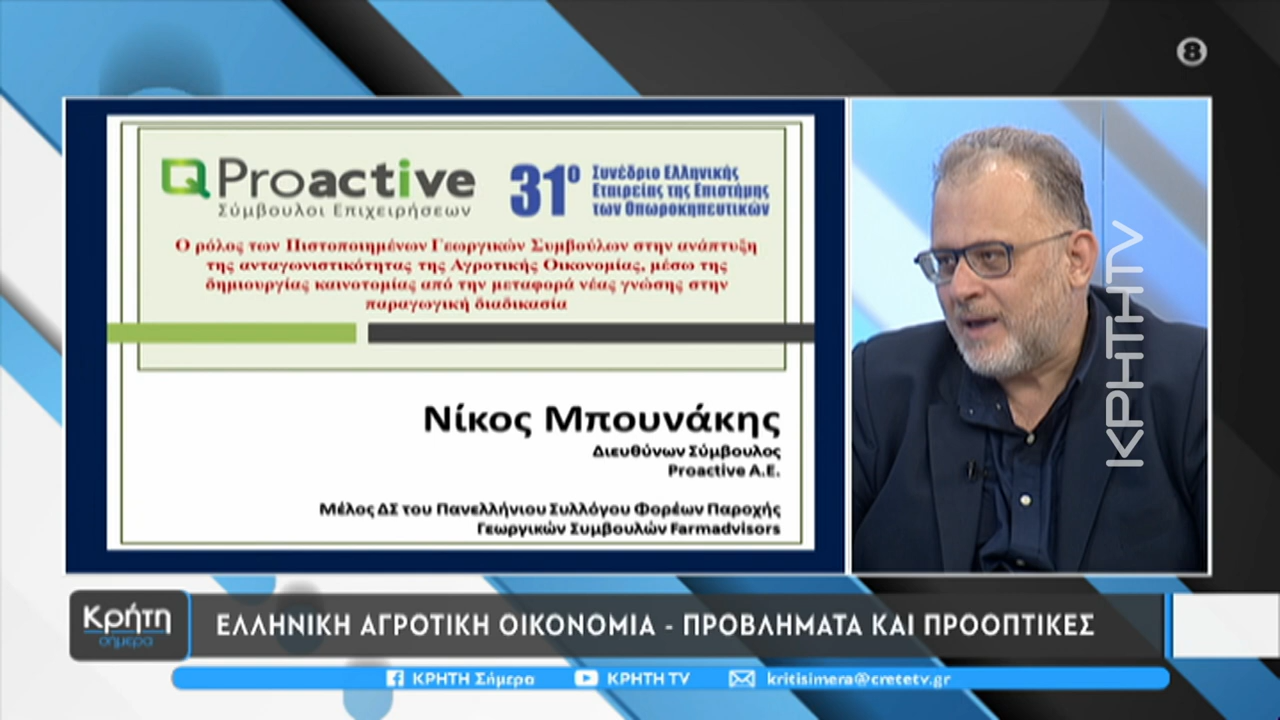 8
Proactive
Σύμβουλοι Επιχειρήσεων
31ο Συνέδριο Ελληνικής
Εταιρείας της Επιστήμης
των Οπωροκηπευτικών
Ο ρόλος των Πιστοποιημένων Γεωργικών Συμβούλων στην ανάπτυξη
της ανταγωνιστικότητας της Αγροτικής Οικονομίας, μέσω της
δημιουργίας καινοτομίας από την μεταφορά νέας γνώσης στην
παραγωγική διαδικασία
Νίκος Μπουνάκης
Διευθύνων Σύμβουλος
Proactive Α.Ε.
Μέλος ΔΣ του Πανελλήνιου Συλλόγου Φορέων Παροχής
Γεωργικών Συμβουλών Farmadvisors
ΚΡΗΤΗTV
Κρήτη
σήμερα
ΕΛΛΗΝΙΚΗ ΑΓΡΟΤΙΚΗ ΟΙΚΟΝΟΜΙΑ - ΠΡΟΒΛΗΜΑΤΑ ΚΑΙ ΠΡΟΟΠΤΙΚΕΣ
ΚΡΗΤΗ Σήμερα ΚΡΗΤΗ TV kritisimera@cretetv.gr